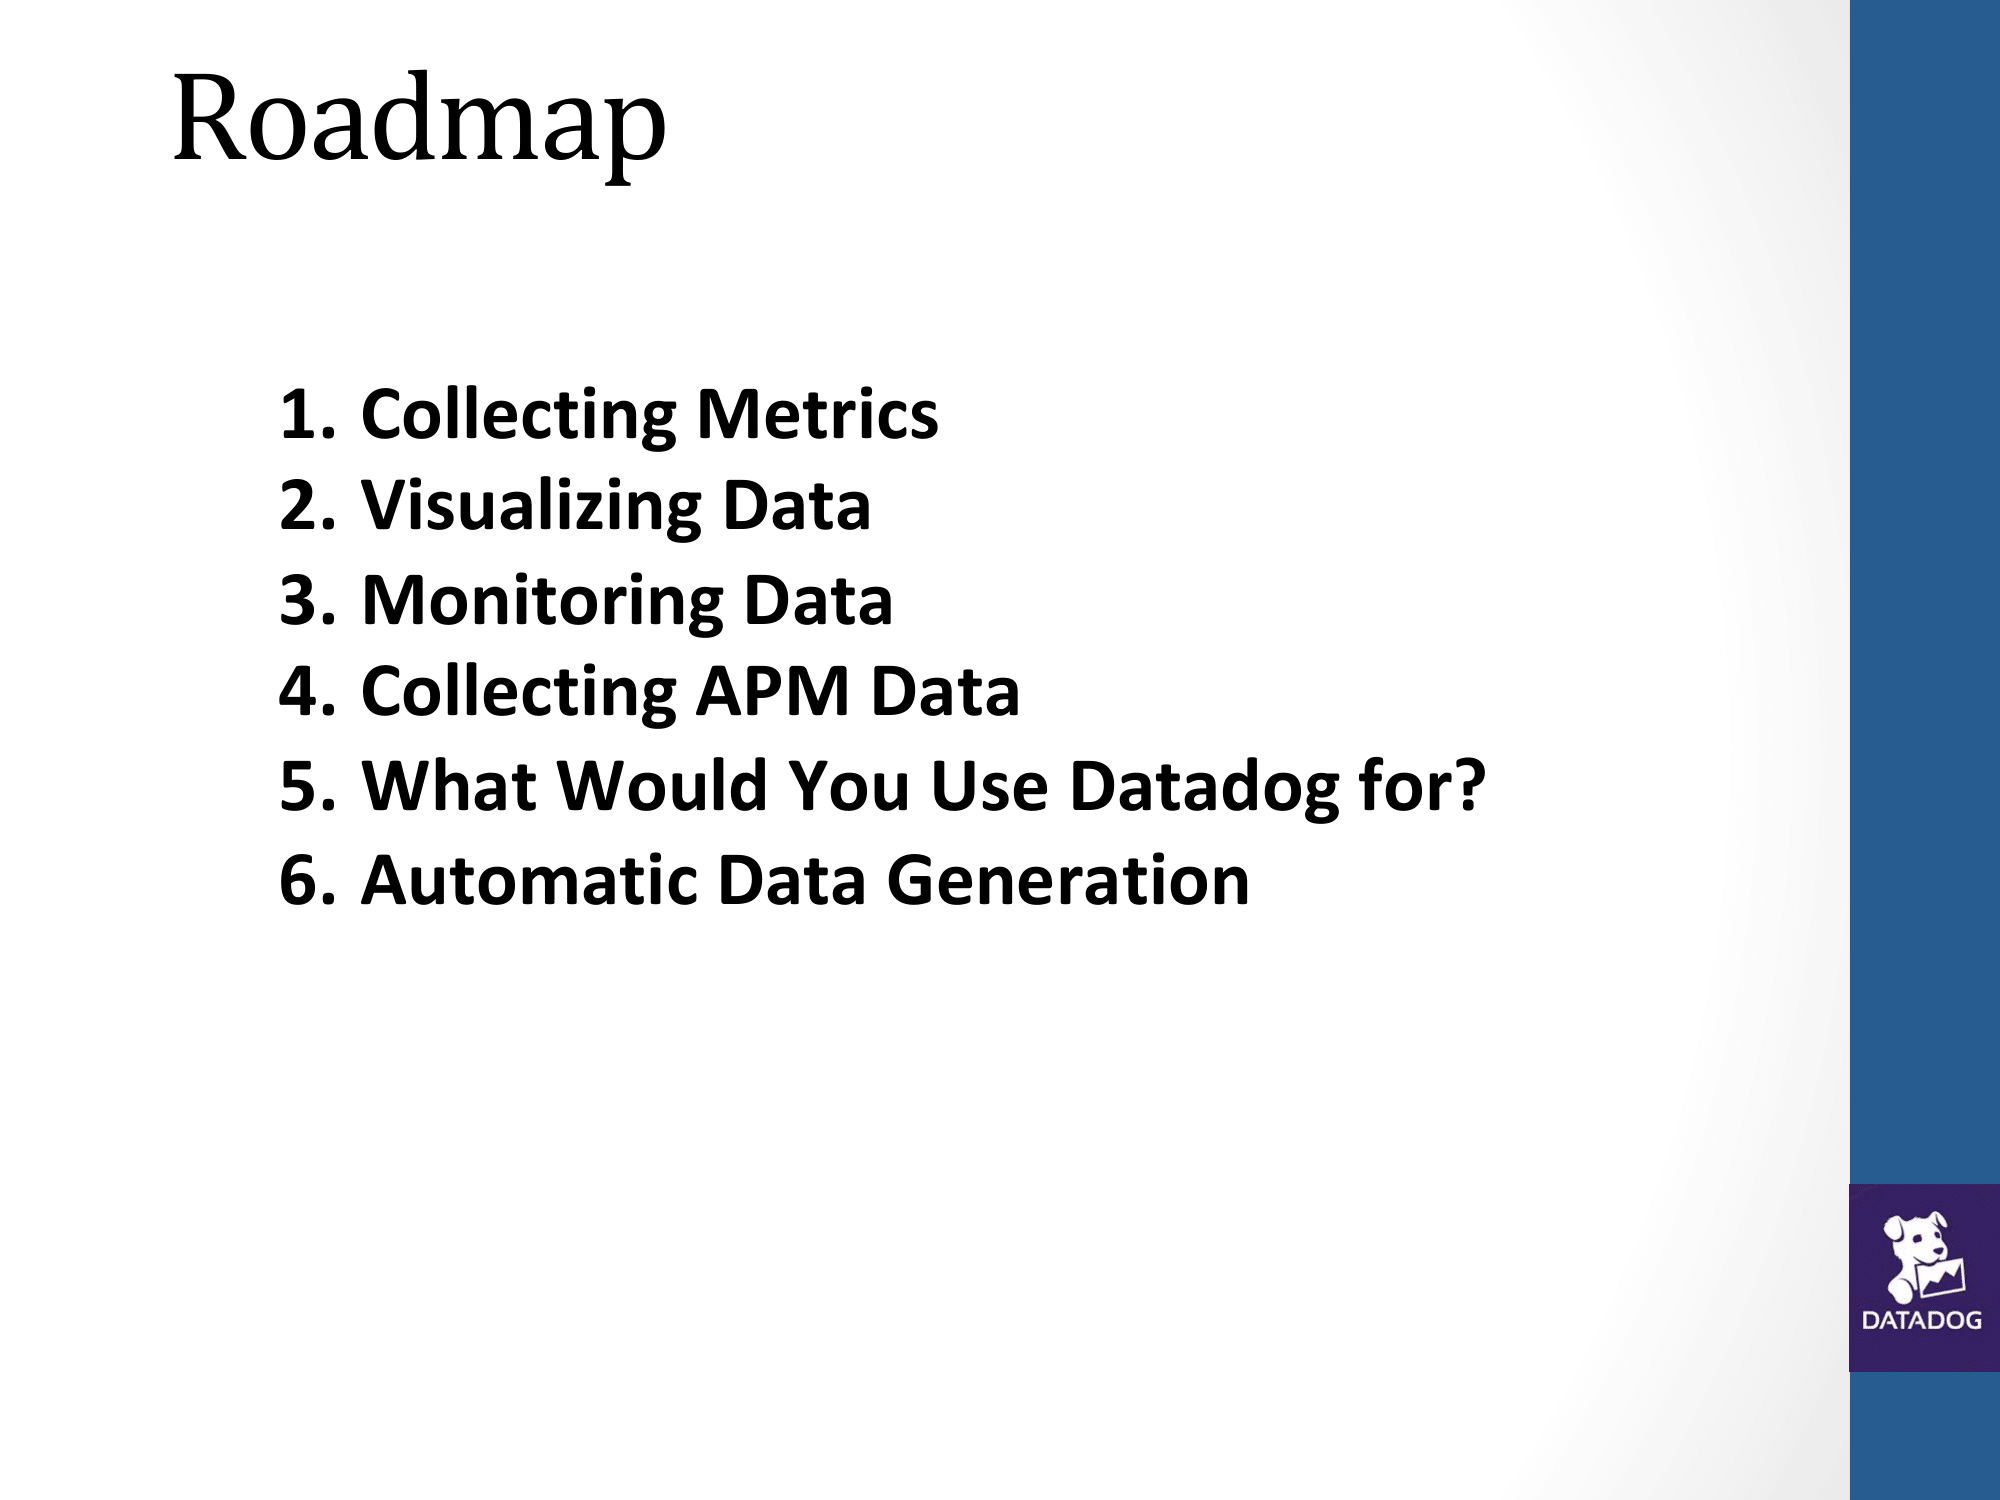 Roadmap
1. Collecting Metrics
2. Visualizing Data
3. Monitoring Data
4. Collecting APM Data
5. What Would You Use Datadog for?
6. Automatic Data Generation
DATADOG